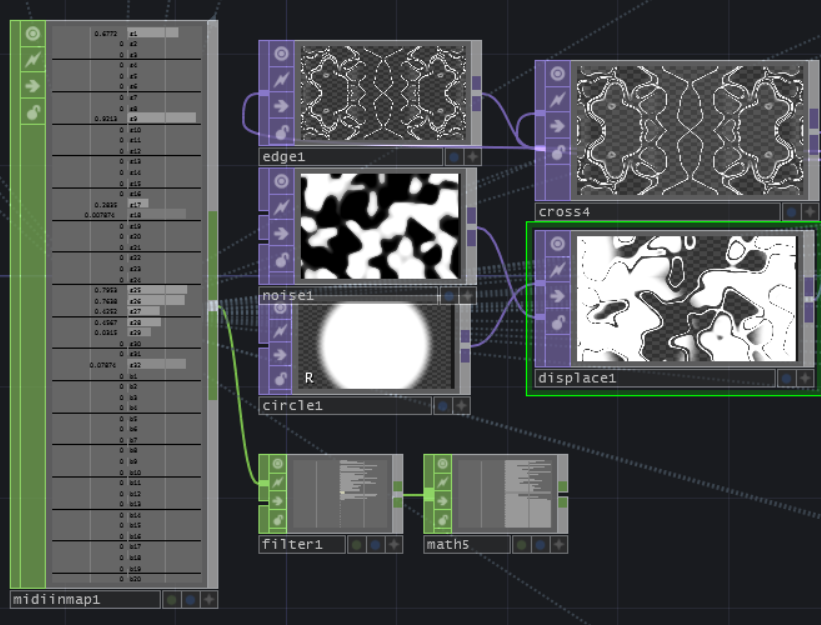 0.6772 s1
0 s2
0 s3
0 s4
0 s5
0 s6
0 s7
0 s8
s9
0 s10
0 s11
0 s12
0 s13
0 s14
0 s15
0 s16
s17
0.007874 s18
0 s19
0 s20
0 s21
0 s22
0 s23
0 s24
0.7953 s25
0.7638 s26
0.4252 s27
0.4567 s28
0.0315 s29
0 s30
0 s31
0.07874 s32
0 b1
0 b2
0 b3
0 b4
0 b5
0 b6
0 b7
0 b8
0 b9
0 b10
0 b11
0 b12
0 b13
0 b14
0 b15
0 b16
0 b17
0 b18
0 b19
0 b20
midiinmap1
edge1
noise1
R
circle1
cross4
displace1
filter1
math5